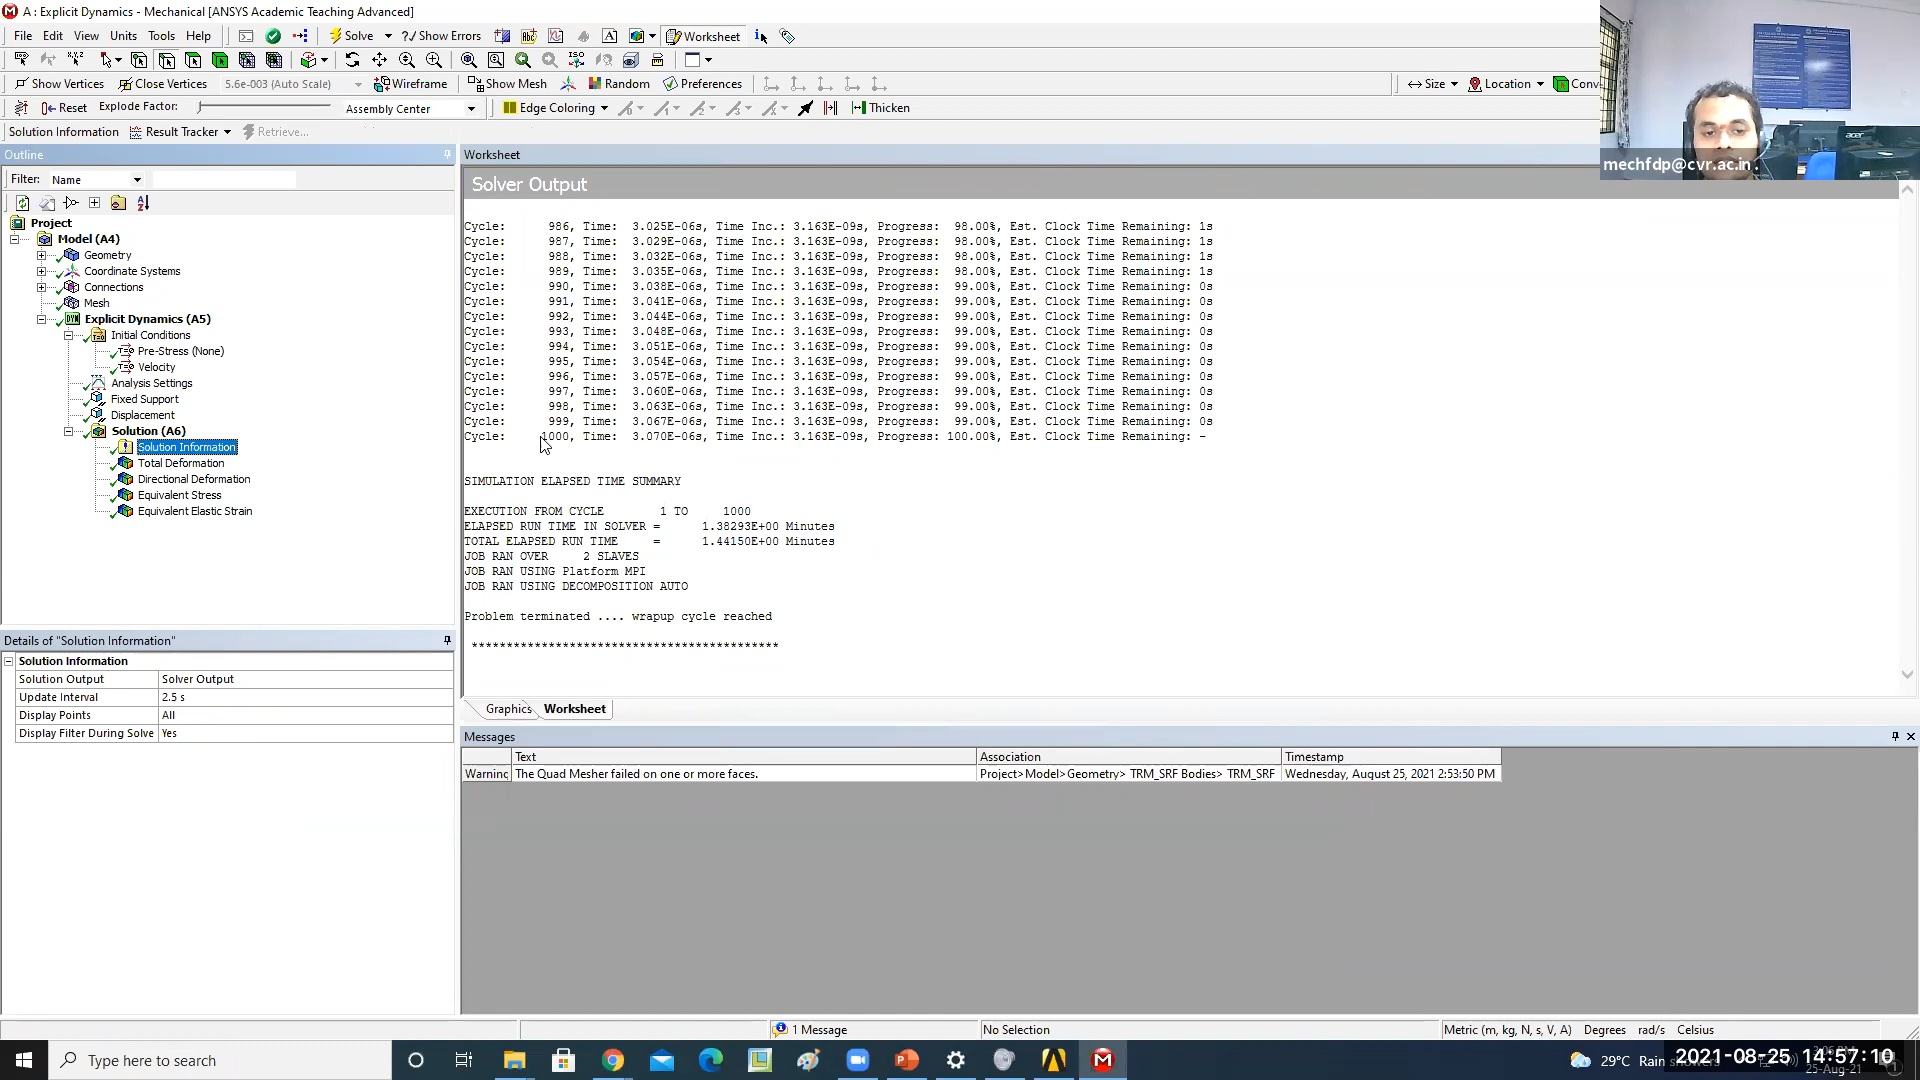 A : Explicit Dynamics - Mechanical [ANSYS Academic Teaching Advanced]
File Edit View Units Tools Help Solve Show Errors Worksheet
Show Vertices Close Vertices 5.6e-003 (Auto Scale) Wireframe Show Mesh Random Preferences Size Location Conv
Reset Explode Factor: Assembly Center Edge Coloring Thicken
Solution Information Result Tracker Retrieve...
mechfdp@cvr.ac.in
Outline
Filter: Name
Project
Model (A4)
Geometry
Coordinate Systems
Connections
Mesh
Explicit Dynamics (A5)
Initial Conditions
Pre-Stress (None)
Velocity
Analysis Settings
Fixed Support
Displacement
Solution (A6)
Solution Information
Total Deformation
Directional Deformation
Equivalent Stress
Equivalent Elastic Strain
Details of "Solution Information"
Solution Information
Solution Output Solver Output
Update Interval 2.5 s
Display Points All
Display Filter During Solve Yes
Worksheet
Solver Output
Cycle: 986, Time: 3.025E-06s, Time Inc.: 3.163E-09s, Progress: 98.00%, Est. Clock Time Remaining: 1s
Cycle: 987, Time: 3.029E-06s, Time Inc.: 3.163E-09s, Progress: 98.00%, Est. Clock Time Remaining: 1s
Cycle: 988, Time: 3.032E-06s, Time Inc.: 3.163E-09s, Progress: 98.00%, Est. Clock Time Remaining: 1s
Cycle: 989, Time: 3.035E-06s, Time Inc.: 3.163E-09s, Progress: 98.00%, Est. Clock Time Remaining: 1s
Cycle: 990, Time: 3.038E-06s, Time Inc.: 3.163E-09s, Progress: 99.00%, Est. Clock Time Remaining: 0s
Cycle: 991, Time: 3.041E-06s, Time Inc.: 3.163E-09s, Progress: 99.00%, Est. Clock Time Remaining: 0s
Cycle: 992, Time: 3.044E-06s, Time Inc.: 3.163E-09s, Progress: 99.00%, Est. Clock Time Remaining: 0s
Cycle: 993, Time: 3.048E-06s, Time Inc.: 3.163E-09s, Progress: 99.00%, Est. Clock Time Remaining: 0s
Cycle: 994, Time: 3.051E-06s, Time Inc.: 3.163E-09s, Progress: 99.00%, Est. Clock Time Remaining: 0s
Cycle: 995, Time: 3.054E-06s, Time Inc.: 3.163E-09s, Progress: 99.00%, Est. Clock Time Remaining: 0s
Cycle: 996, Time: 3.057E-06s, Time Inc.: 3.163E-09s, Progress: 99.00%, Est. Clock Time Remaining: 0s
Cycle: 997, Time: 3.060E-06s, Time Inc.: 3.163E-09s, Progress: 99.00%, Est. Clock Time Remaining: 0s
Cycle: 998, Time: 3.063E-06s, Time Inc.: 3.163E-09s, Progress: 99.00%, Est. Clock Time Remaining: 0s
Cycle: 999, Time: 3.067E-06s, Time Inc.: 3.163E-09s, Progress: 99.00%, Est. Clock Time Remaining: 0s
Cycle: 1000, Time: 3.070E-06s, Time Inc.: 3.163E-09s, Progress: 100.00%, Est. Clock Time Remaining: -
SIMULATION ELAPSED TIME SUMMARY
EXECUTION FROM CYCLE 1 TO 1000
ELAPSED RUN TIME IN SOLVER = 1.38293E+00 Minutes
TOTAL ELAPSED RUN TIME = 1.44150E+00 Minutes
JOB RAN OVER 2 SLAVES
JOB RAN USING Platform MPI
JOB RAN USING DECOMPOSITION AUTO
Problem terminated .... wrapup cycle reached
********************************************
Graphics Worksheet
Messages
Text Association Timestamp
Warning The Quad Mesher failed on one or more faces. Project>Model>Geometry> TRM_SRF Bodies> TRM_SRF Wednesday, August 25, 2021 2:53:50 PM
1 Message No Selection Metric (m, kg, N, s, V, A) Degrees rad/s Celsius
Type here to search 29°C Rain 2021-08-25 14:57:10
25-Aug-21